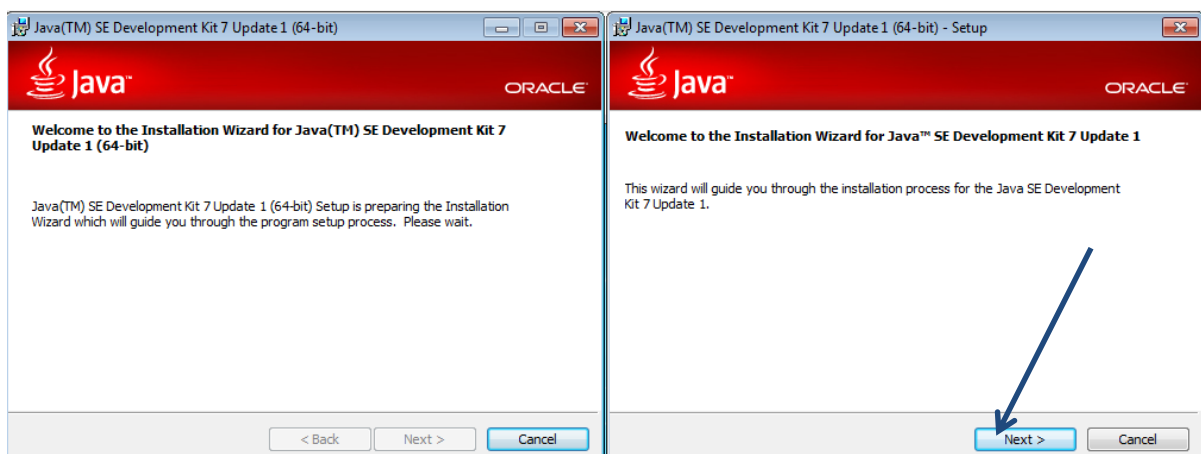 Java(TM) SE Development Kit 7 Update 1 (64-bit)
Java™
ORACLE
Welcome to the Installation Wizard for Java(TM) SE Development Kit 7
Update 1 (64-bit)
Java(TM) SE Development Kit 7 Update 1 (64-bit) Setup is preparing the Installation
Wizard which will guide you through the program setup process. Please wait.
< Back Next > Cancel
Java(TM) SE Development Kit 7 Update 1 (64-bit) - Setup
Java™
ORACLE
Welcome to the Installation Wizard for Java™ SE Development Kit 7 Update 1
This wizard will guide you through the installation process for the Java SE Development
Kit 7 Update 1.
Next > Cancel